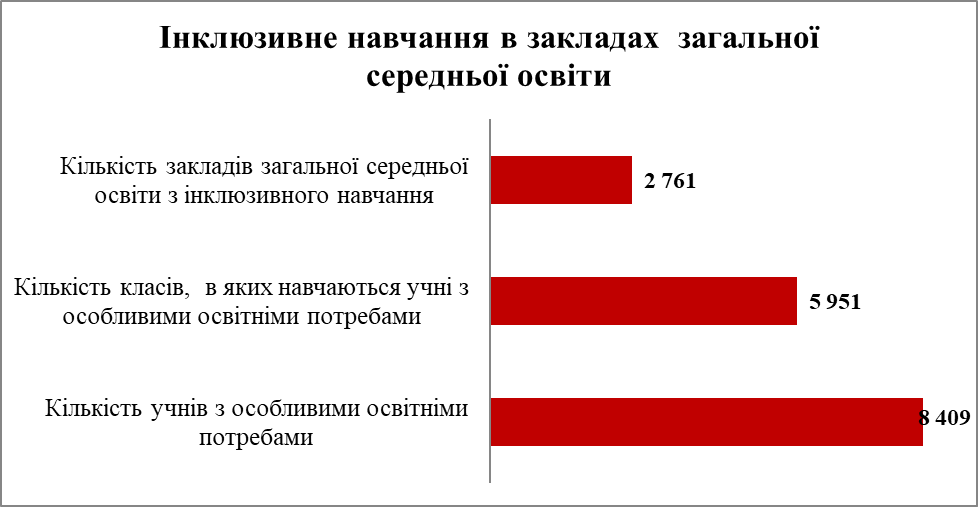 Інклюзивне навчання в закладах  загальної
середньої освіти
Кількість закладів загальної середньої
освіти з інклюзивного навчання
2 761
Кількість класів,  в яких навчаються учні з
особливими освітніми потребами
5 951
Кількість учнів з особливими освітніми
потребами
8 409